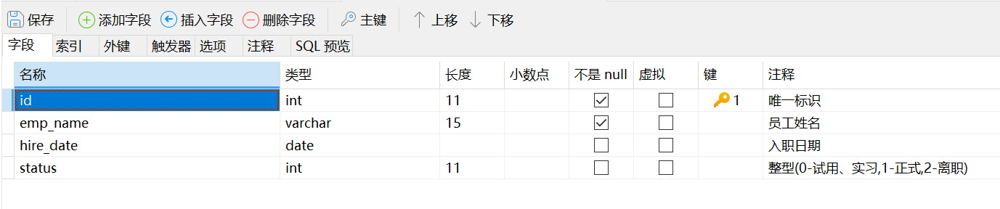 保存 添加字段 插入字段 删除字段 主键 上移 下移
字段 索引 外键 触发器 选项 注释 SQL 预览
名称 类型 长度 小数点 不是 null 虚拟 键 注释
id int 11 1 唯一标识
emp_name varchar 15 员工姓名
hire_date date 入职日期
status int 11 整型(0-试用、实习,1-正式,2-离职)